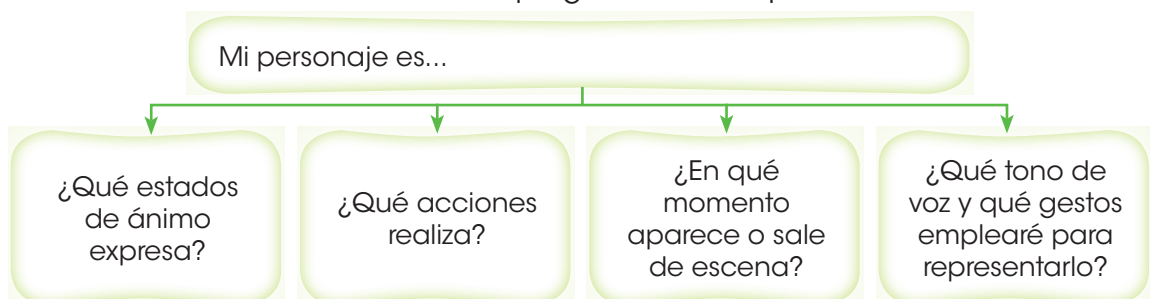 Mi personaje es...
¿Qué estados
de ánimo
expresa?
¿Qué acciones
realiza?
¿En qué
momento
aparece o sale
de escena?
¿Qué tono de
voz y qué gestos
emplearé para
representarlo?